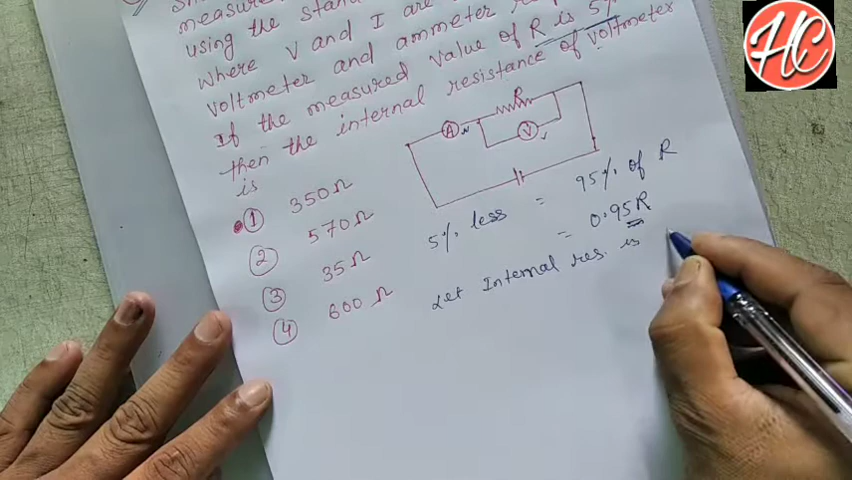 measure
using the stand
where V and I are
voltmeter and ammeter
If the measured value of R is 5%
then the internal resistance of voltmeter
is
R
A
V
① 350Ω
② 570Ω
③ 35Ω
④ 600 Ω
5% less = 95% of R
= 0.95R
Let Internal res. is
HC